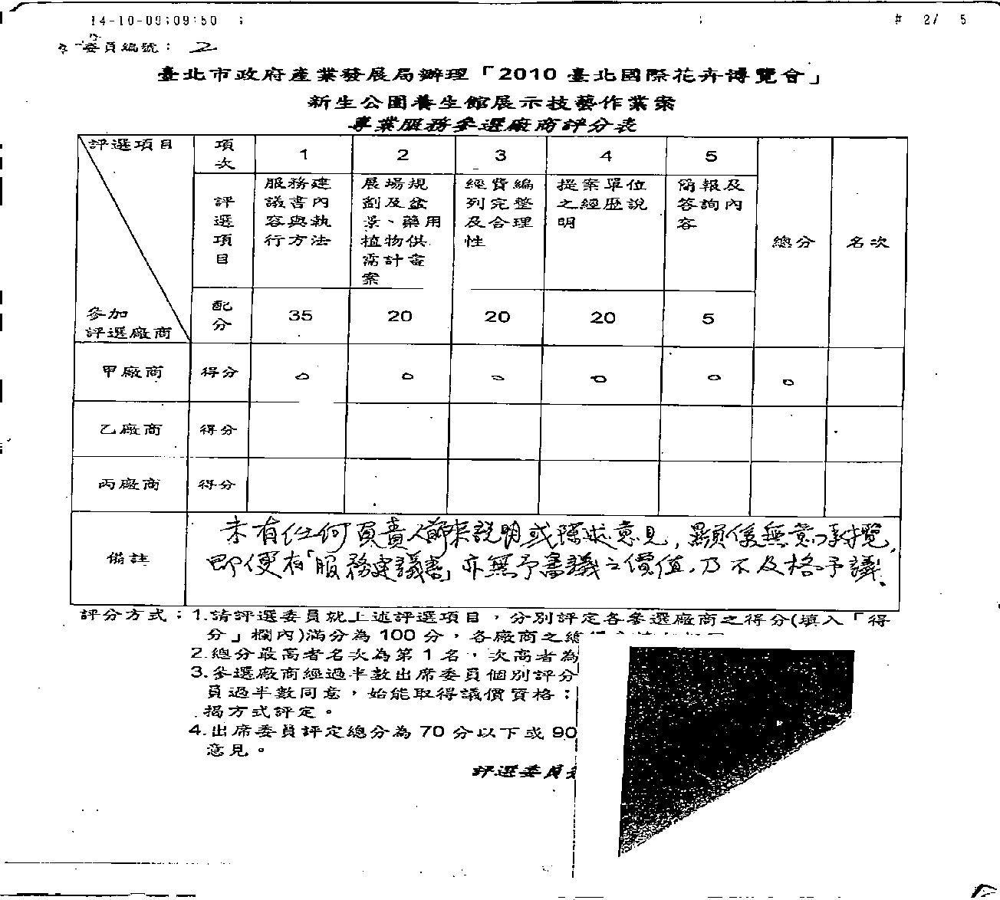 14-10-09;09:50 ; ; # 2/ 5
委員編號： 2
臺北市政府產業發展局辦理「2010 臺北國際花卉博覽會」
新生公園養生館展示技藝作業案
專業服務參選廠商評分表
評選項目 項次 1 2 3 4 5
參加評選廠商
評選項目
服務建議書內容與執行方法
展場規劃及盆景、藥用植物供需計畫案
經費編列完整及合理性
提案單位之經歷說明
簡報及答詢內容
總分 名次
配分 35 20 20 20 5
甲廠商 得分 0 0 0 0 0 0
乙廠商 得分
丙廠商 得分
備註
未有任何負責人前來說明或陳述意見，顯係無意承攬，
即便有「服務建議書」亦無予審議之價值，乃不及格予議。
評分方式：1.請評選委員就上述評選項目，分別評定各參選廠商之得分(填入「得
分」欄內)滿分為 100 分，各廠商之總
2.總分最高者名次為第 1 名，次高者為
3.參選廠商經過半數出席委員個別評分
員過半數同意，始能取得議價資格；
揭方式評定。
4.出席委員評定總分為 70 分以下或 90
意見。
評選委員